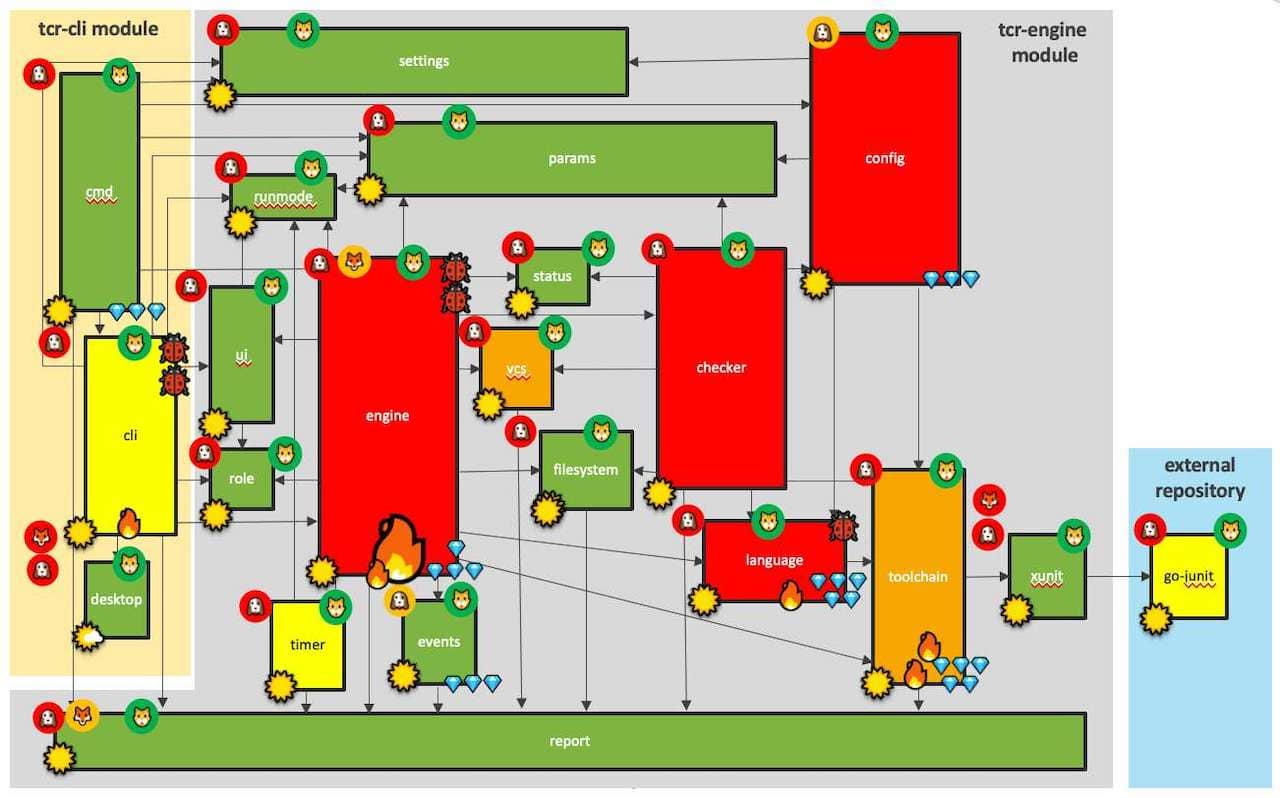 tcr-cli module
tcr-engine
module
settings
params
config
cmd
runmode
status
ui
vcs
checker
engine
cli
filesystem
role
external
repository
language
toolchain
xunit
go-junit
desktop
timer
events
report